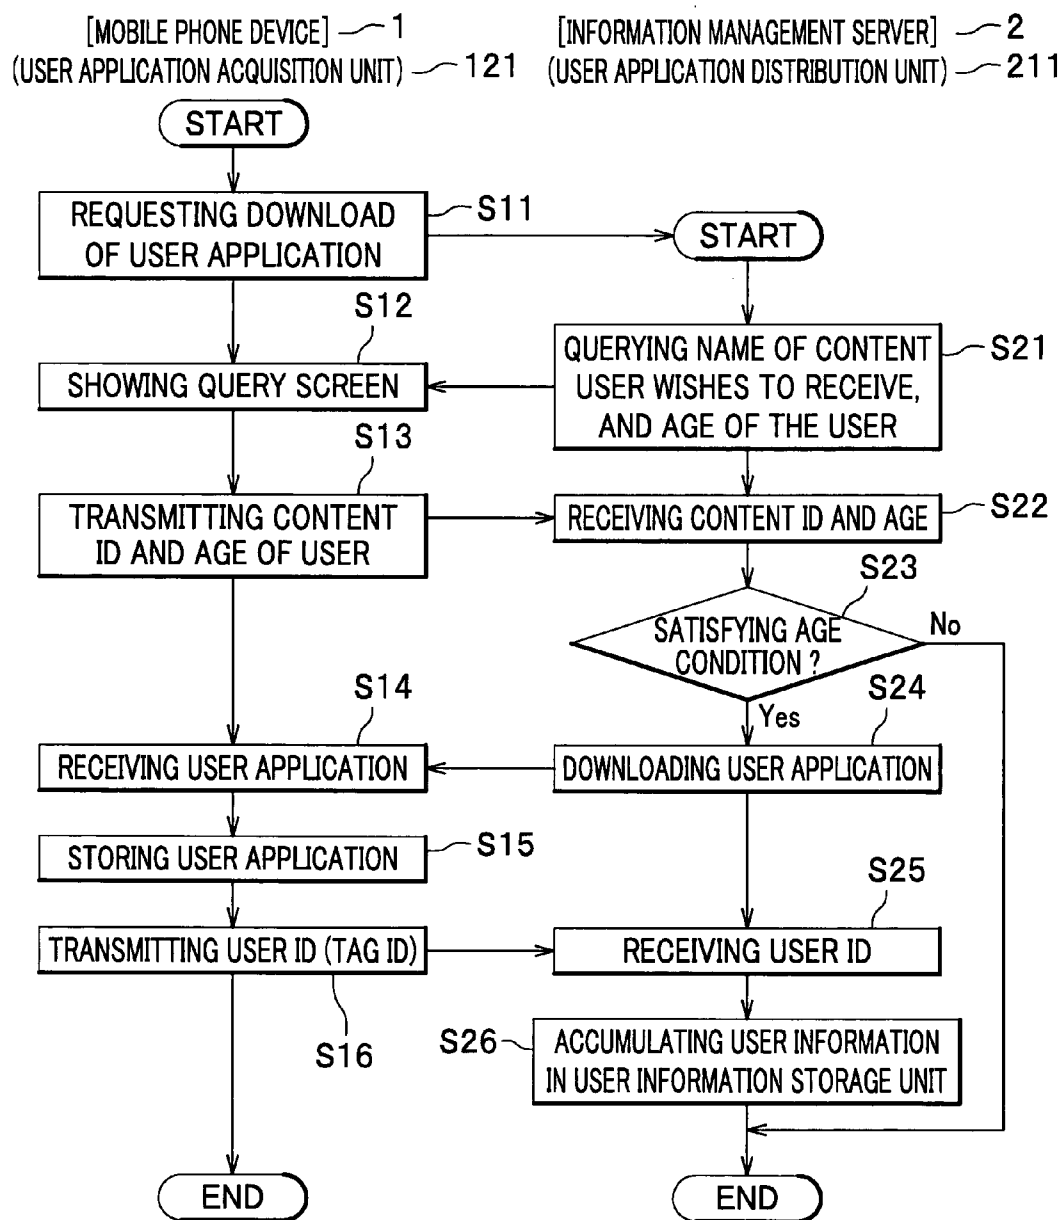 [MOBILE PHONE DEVICE] 1
(USER APPLICATION ACQUISITION UNIT) 121
[INFORMATION MANAGEMENT SERVER] 2
(USER APPLICATION DISTRIBUTION UNIT) 211
START
REQUESTING DOWNLOAD
OF USER APPLICATION
S11
START
S12
SHOWING QUERY SCREEN
QUERYING NAME OF CONTENT
USER WISHES TO RECEIVE,
AND AGE OF THE USER
S21
S13
TRANSMITTING CONTENT
ID AND AGE OF USER
RECEIVING CONTENT ID AND AGE
S22
S23
SATISFYING AGE
CONDITION ?
No
Yes
S14
RECEIVING USER APPLICATION
S24
DOWNLOADING USER APPLICATION
STORING USER APPLICATION
S15
S25
TRANSMITTING USER ID (TAG ID)
S16
RECEIVING USER ID
S26
ACCUMULATING USER INFORMATION
IN USER INFORMATION STORAGE UNIT
END
END